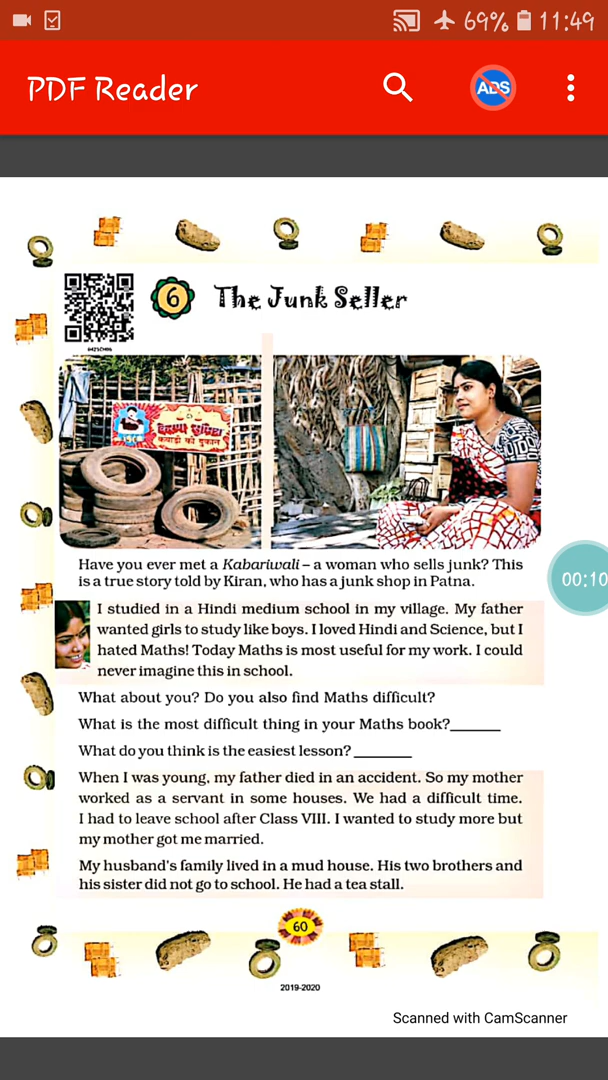 69% 11:49
PDF Reader
ADS
6
The Junk Seller
कबाड़ी की दुकान
Have you ever met a Kabariwali – a woman who sells junk? This
is a true story told by Kiran, who has a junk shop in Patna.
00:10
I studied in a Hindi medium school in my village. My father
wanted girls to study like boys. I loved Hindi and Science, but I
hated Maths! Today Maths is most useful for my work. I could
never imagine this in school.
What about you? Do you also find Maths difficult?
What is the most difficult thing in your Maths book?______
What do you think is the easiest lesson? _______
When I was young, my father died in an accident. So my mother
worked as a servant in some houses. We had a difficult time.
I had to leave school after Class VIII. I wanted to study more but
my mother got me married.
My husband's family lived in a mud house. His two brothers and
his sister did not go to school. He had a tea stall.
60
2019-2020
Scanned with CamScanner